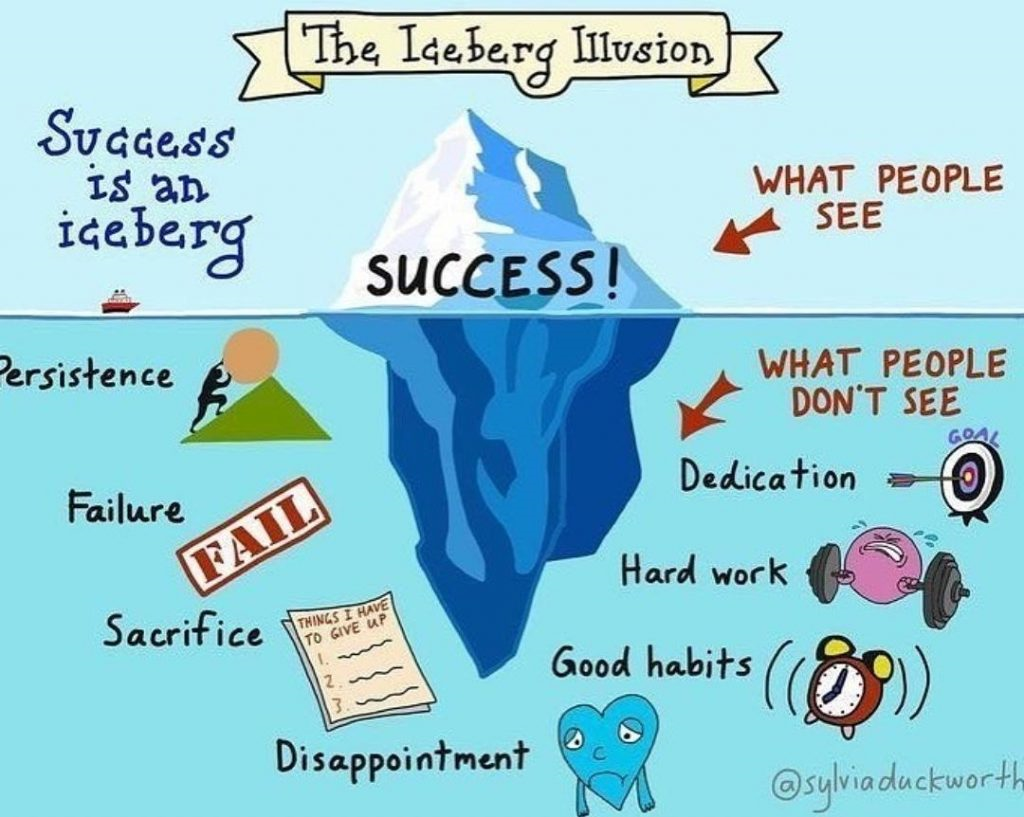 The Iceberg Illusion
Success
is an
iceberg
WHAT PEOPLE
SEE
SUCCESS!
WHAT PEOPLE
DON'T SEE
Persistence
GOAL
Dedication
Failure
FAIL
Hard work
Sacrifice
THINGS I HAVE
TO GIVE UP
1.
2.
3.
Good habits
Disappointment
@sylviaduckworth